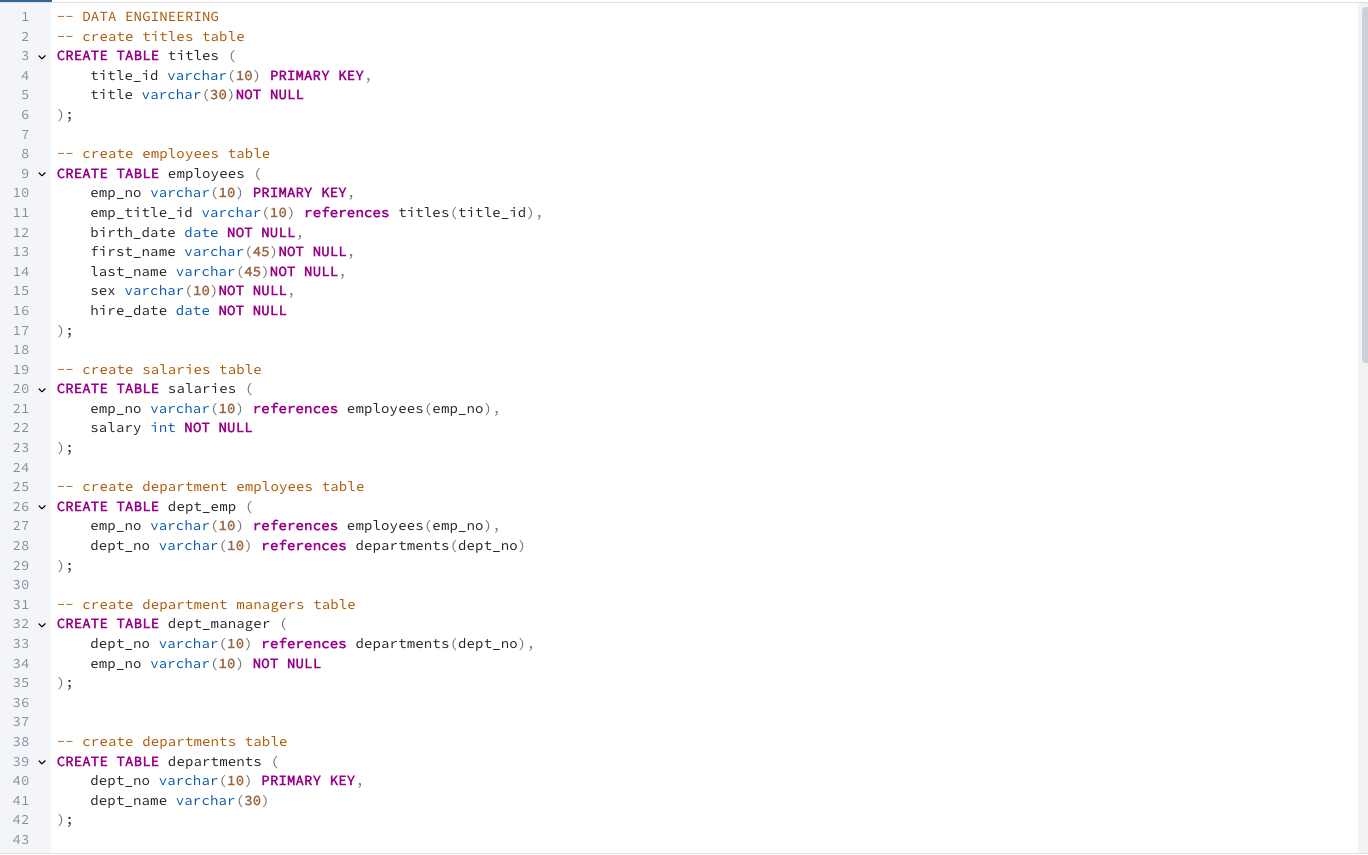 1 -- DATA ENGINEERING
2 -- create titles table
3 CREATE TABLE titles (
4     title_id varchar(10) PRIMARY KEY,
5     title varchar(30)NOT NULL
6 );
7
8 -- create employees table
9 CREATE TABLE employees (
10     emp_no varchar(10) PRIMARY KEY,
11     emp_title_id varchar(10) references titles(title_id),
12     birth_date date NOT NULL,
13     first_name varchar(45)NOT NULL,
14     last_name varchar(45)NOT NULL,
15     sex varchar(10)NOT NULL,
16     hire_date date NOT NULL
17 );
18
19 -- create salaries table
20 CREATE TABLE salaries (
21     emp_no varchar(10) references employees(emp_no),
22     salary int NOT NULL
23 );
24
25 -- create department employees table
26 CREATE TABLE dept_emp (
27     emp_no varchar(10) references employees(emp_no),
28     dept_no varchar(10) references departments(dept_no)
29 );
30
31 -- create department managers table
32 CREATE TABLE dept_manager (
33     dept_no varchar(10) references departments(dept_no),
34     emp_no varchar(10) NOT NULL
35 );
36
37
38 -- create departments table
39 CREATE TABLE departments (
40     dept_no varchar(10) PRIMARY KEY,
41     dept_name varchar(30)
42 );
43